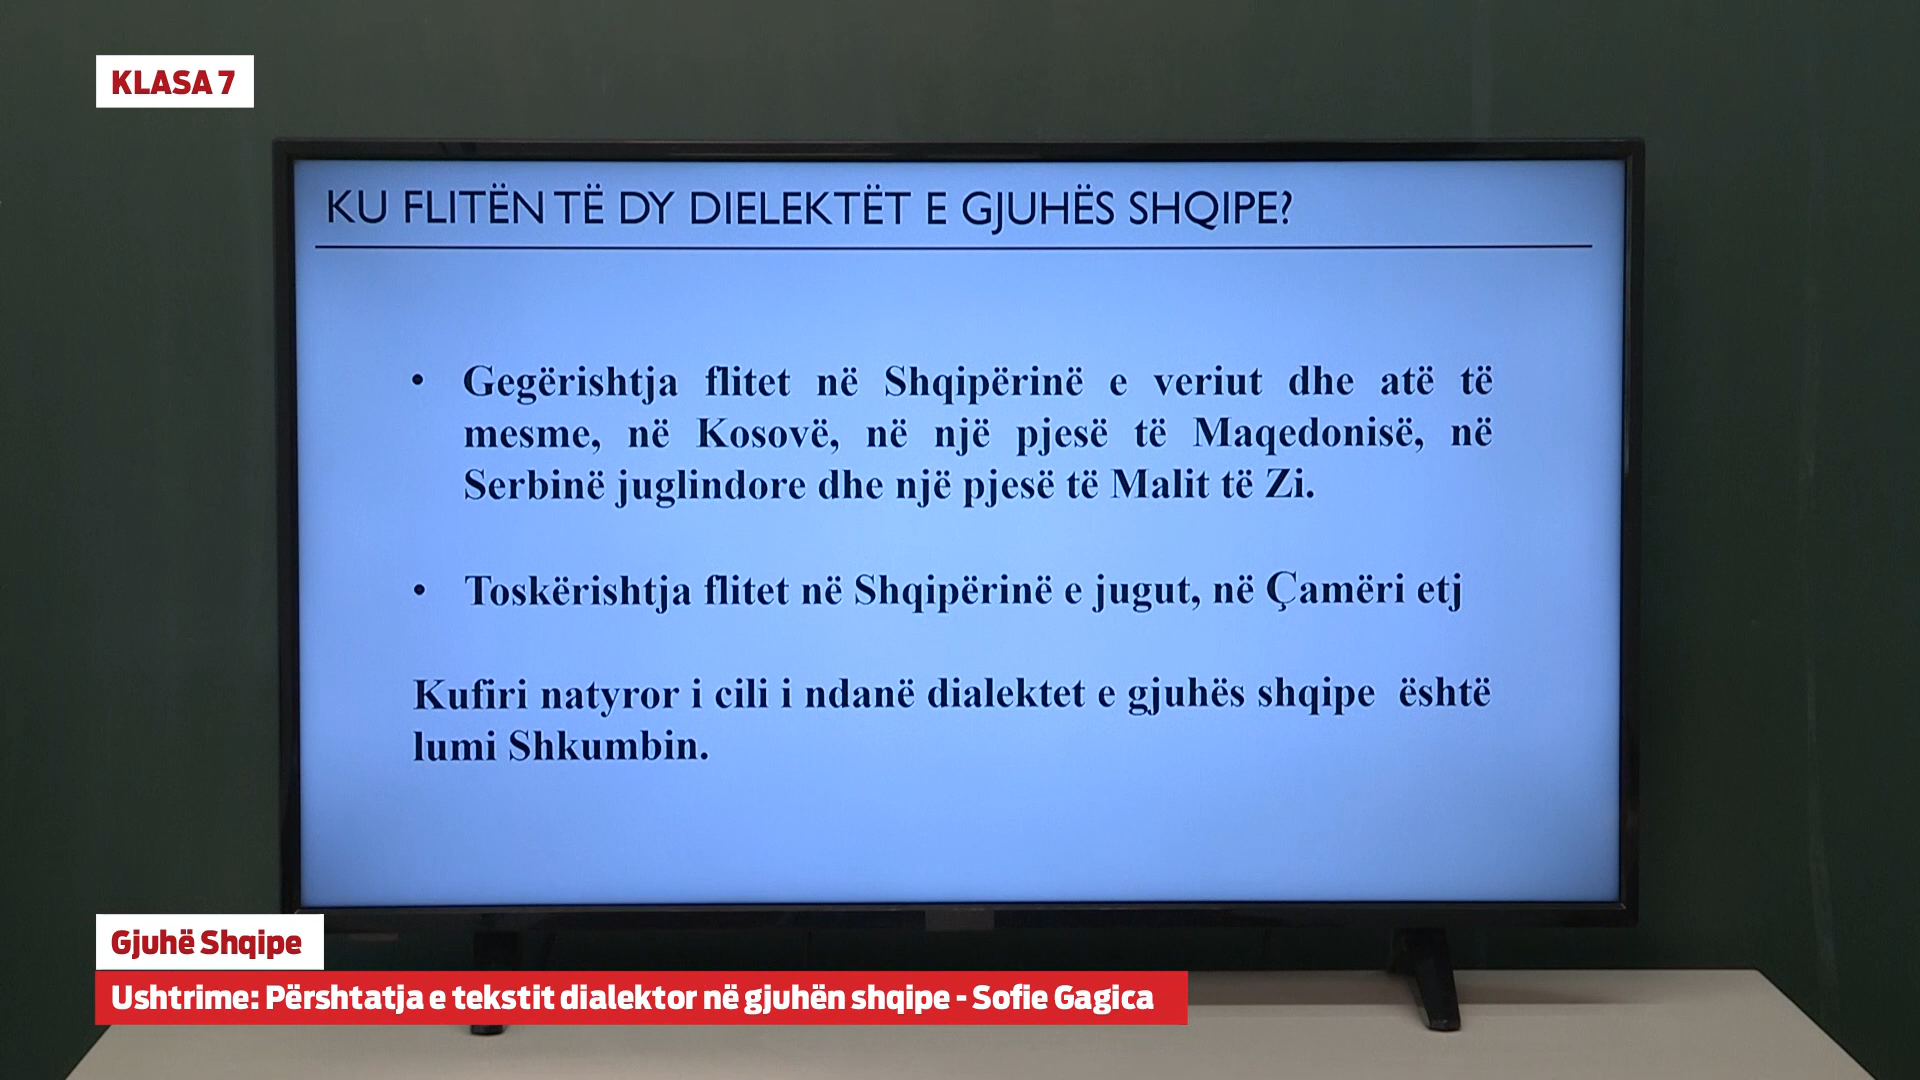 KLASA 7
KU FLITËN TË DY DIELEKTËT E GJUHËS SHQIPE?
• Gegërishtja flitet në Shqipërinë e veriut dhe atë të
mesme, në Kosovë, në një pjesë të Maqedonisë, në
Serbinë juglindore dhe një pjesë të Malit të Zi.
• Toskërishtja flitet në Shqipërinë e jugut, në Çamëri etj
Kufiri natyror i cili i ndanë dialektet e gjuhës shqipe është
lumi Shkumbin.
Gjuhë Shqipe
Ushtrime: Përshtatja e tekstit dialektor në gjuhën shqipe - Sofie Gagica